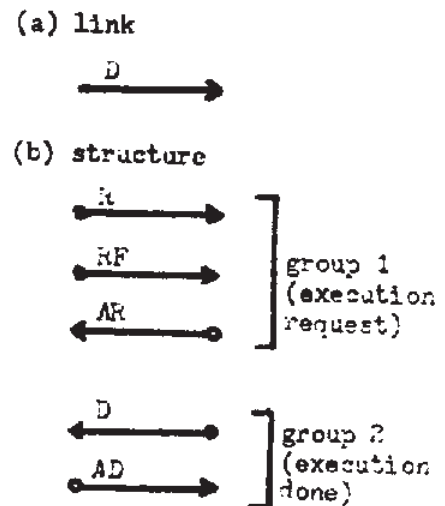 (a) link
D
(b) structure
R
RF
AR
group 1
(execution
request)
D
AD
group 2
(execution
done)